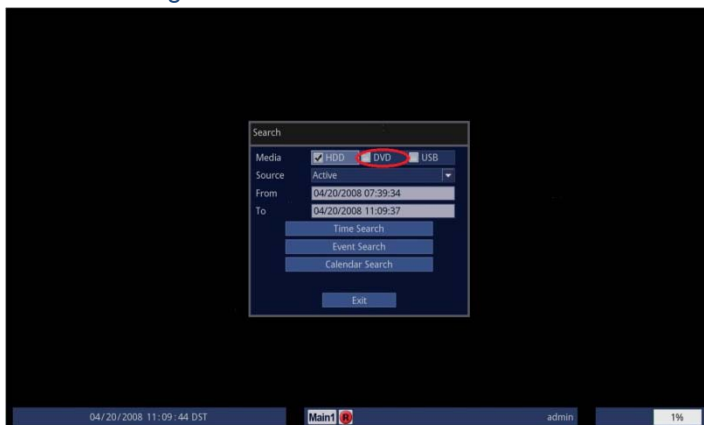 Search
Media HDD DVD USB
Source Active
From 04/20/2008 07:39:34
To 04/20/2008 11:09:37
Time Search
Event Search
Calendar Search
Exit
04/20/2008 11:09:44 DST Main1 R admin 1%